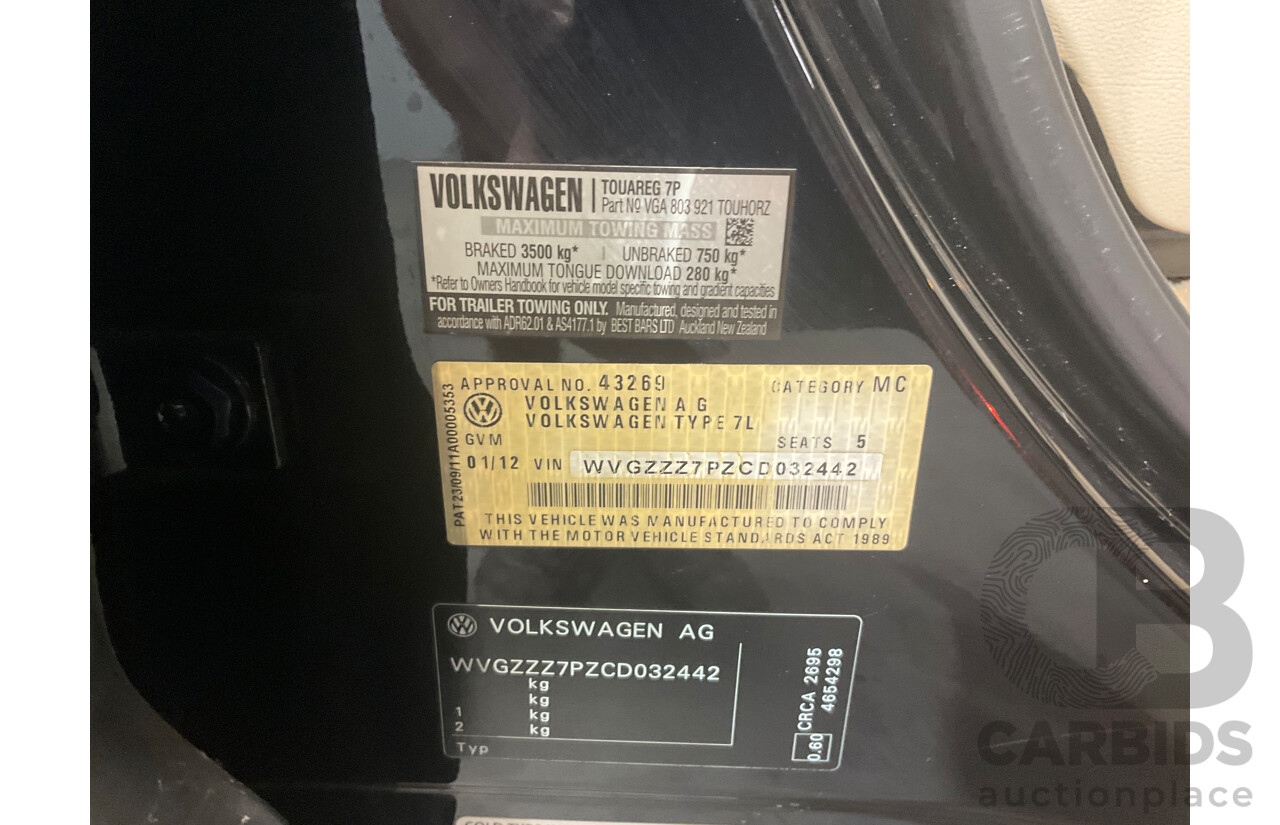 VOLKSWAGEN
TOUAREG 7P
Part Nº VGA 803 921 TOUHORZ
MAXIMUM TOWING MASS
BRAKED 3500 kg* | UNBRAKED 750 kg*
MAXIMUM TONGUE DOWNLOAD 280 kg*
*Refer to Owners Handbook for vehicle model specific towing and gradient capacities
FOR TRAILER TOWING ONLY. Manufactured, designed and tested in
accordance with ADR62.01 & AS4177.1 by BEST BARS LTD Auckland New Zealand
PAT23/09/11A00005353
APPROVAL NO. 43269 CATEGORY MC
VOLKSWAGEN AG
VOLKSWAGEN TYPE 7L
GVM SEATS 5
01/12 VIN WVGZZZ7PZCD032442
THIS VEHICLE WAS MANUFACTURED TO COMPLY
WITH THE MOTOR VEHICLE STANDARDS ACT 1989
VOLKSWAGEN AG
WVGZZZ7PZCD032442
kg
kg
1 kg
2 kg
Typ
0.60
CRCA 2695
4654298
CB
CARBIDS
auctionplace